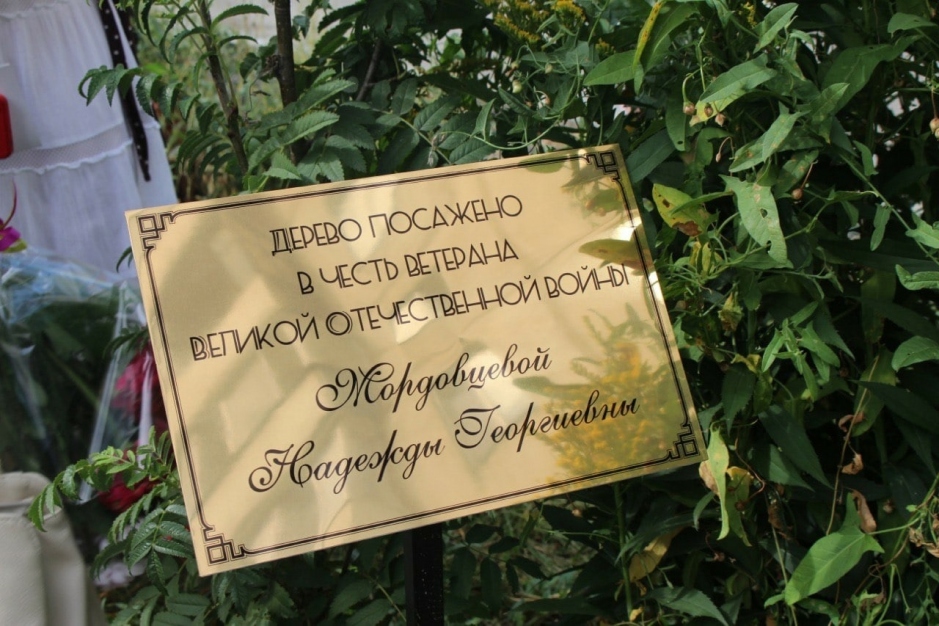 ДЕРЕВО ПОСАЖЕНО
В ЧЕСТЬ ВЕТЕРАНА
ВЕЛИКОЙ ОТЕЧЕСТВЕННОЙ ВОЙНЫ
Мордовцевой
Надежды Георгиевны